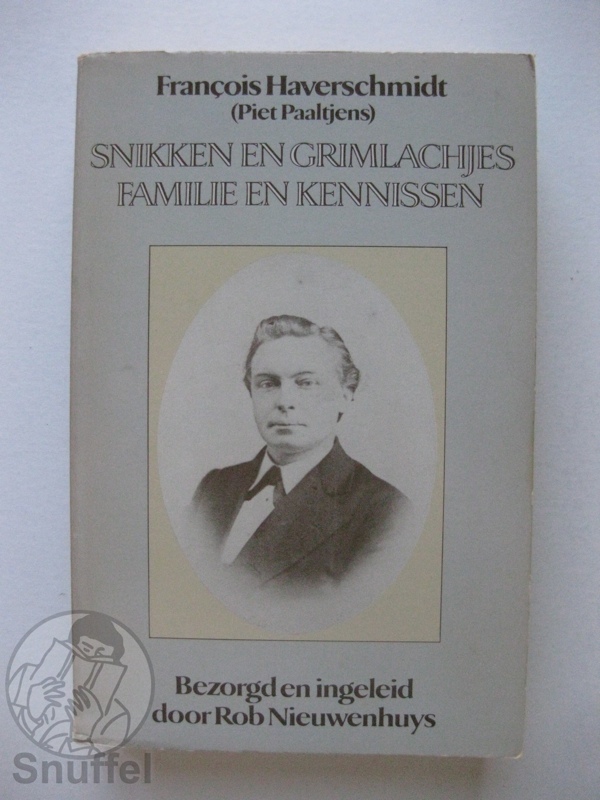 François Haverschmidt
(Piet Paaltjens)
SNIKKEN EN GRIMLACHJES
FAMILIE EN KENNISSEN
Bezorgd en ingeleid
door Rob Nieuwenhuys
Snuffel